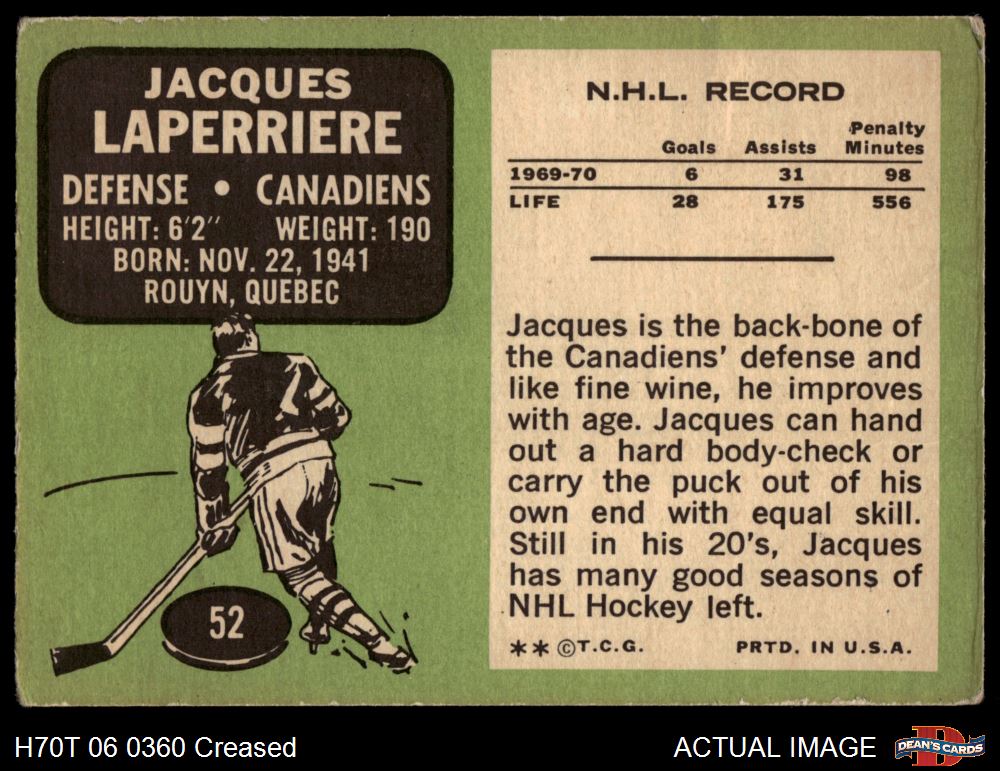 JACQUES
LAPERRIERE
DEFENSE • CANADIENS
HEIGHT: 6'2" WEIGHT: 190
BORN: NOV. 22, 1941
ROUYN, QUEBEC
52
N.H.L. RECORD
Goals Assists Penalty Minutes
1969-70 6 31 98
LIFE 28 175 556
Jacques is the back-bone of
the Canadiens' defense and
like fine wine, he improves
with age. Jacques can hand
out a hard body-check or
carry the puck out of his
own end with equal skill.
Still in his 20's, Jacques
has many good seasons of
NHL Hockey left.
** ©T.C.G. PRTD. IN U.S.A.
H70T 06 0360 Creased
ACTUAL IMAGE
D
DEAN'S CARDS